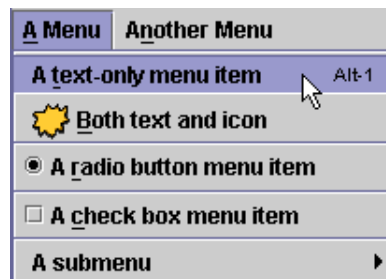 A Menu Another Menu
A text-only menu item Alt-1
Both text and icon
A radio button menu item
A check box menu item
A submenu